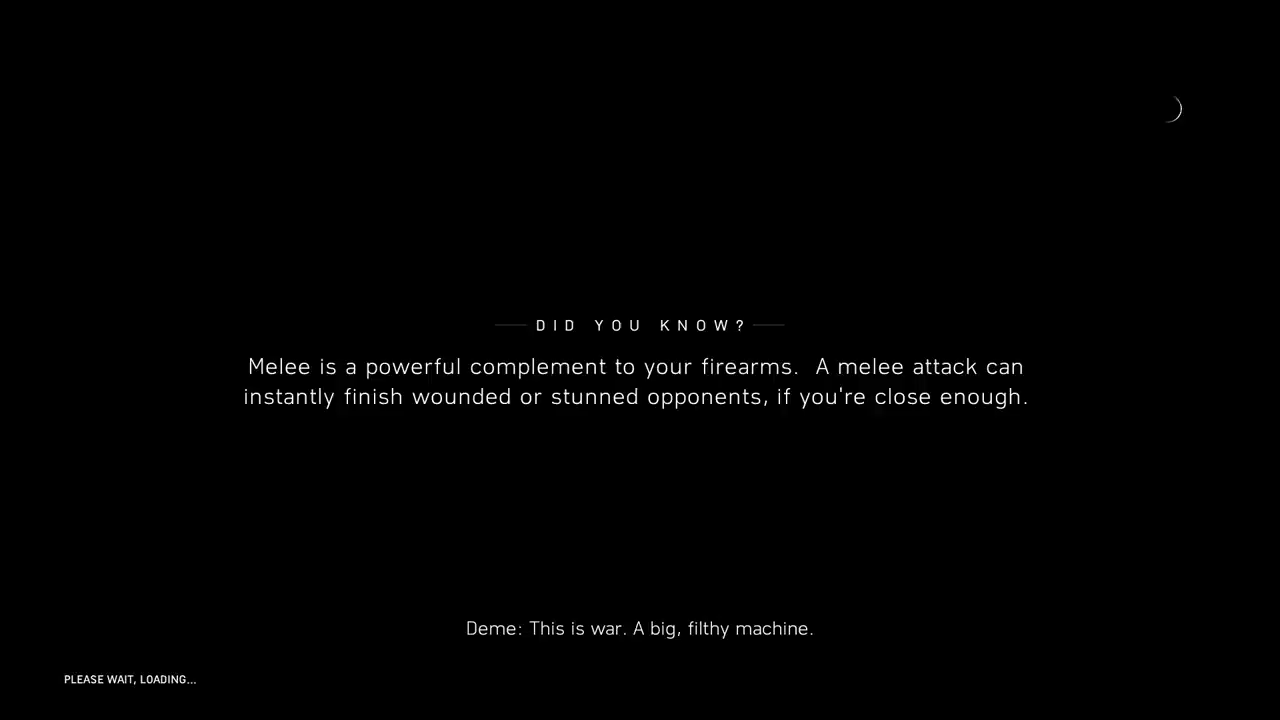 DID YOU KNOW?
Melee is a powerful complement to your firearms.  A melee attack can
instantly finish wounded or stunned opponents, if you're close enough.
Deme: This is war. A big, filthy machine.
PLEASE WAIT, LOADING...